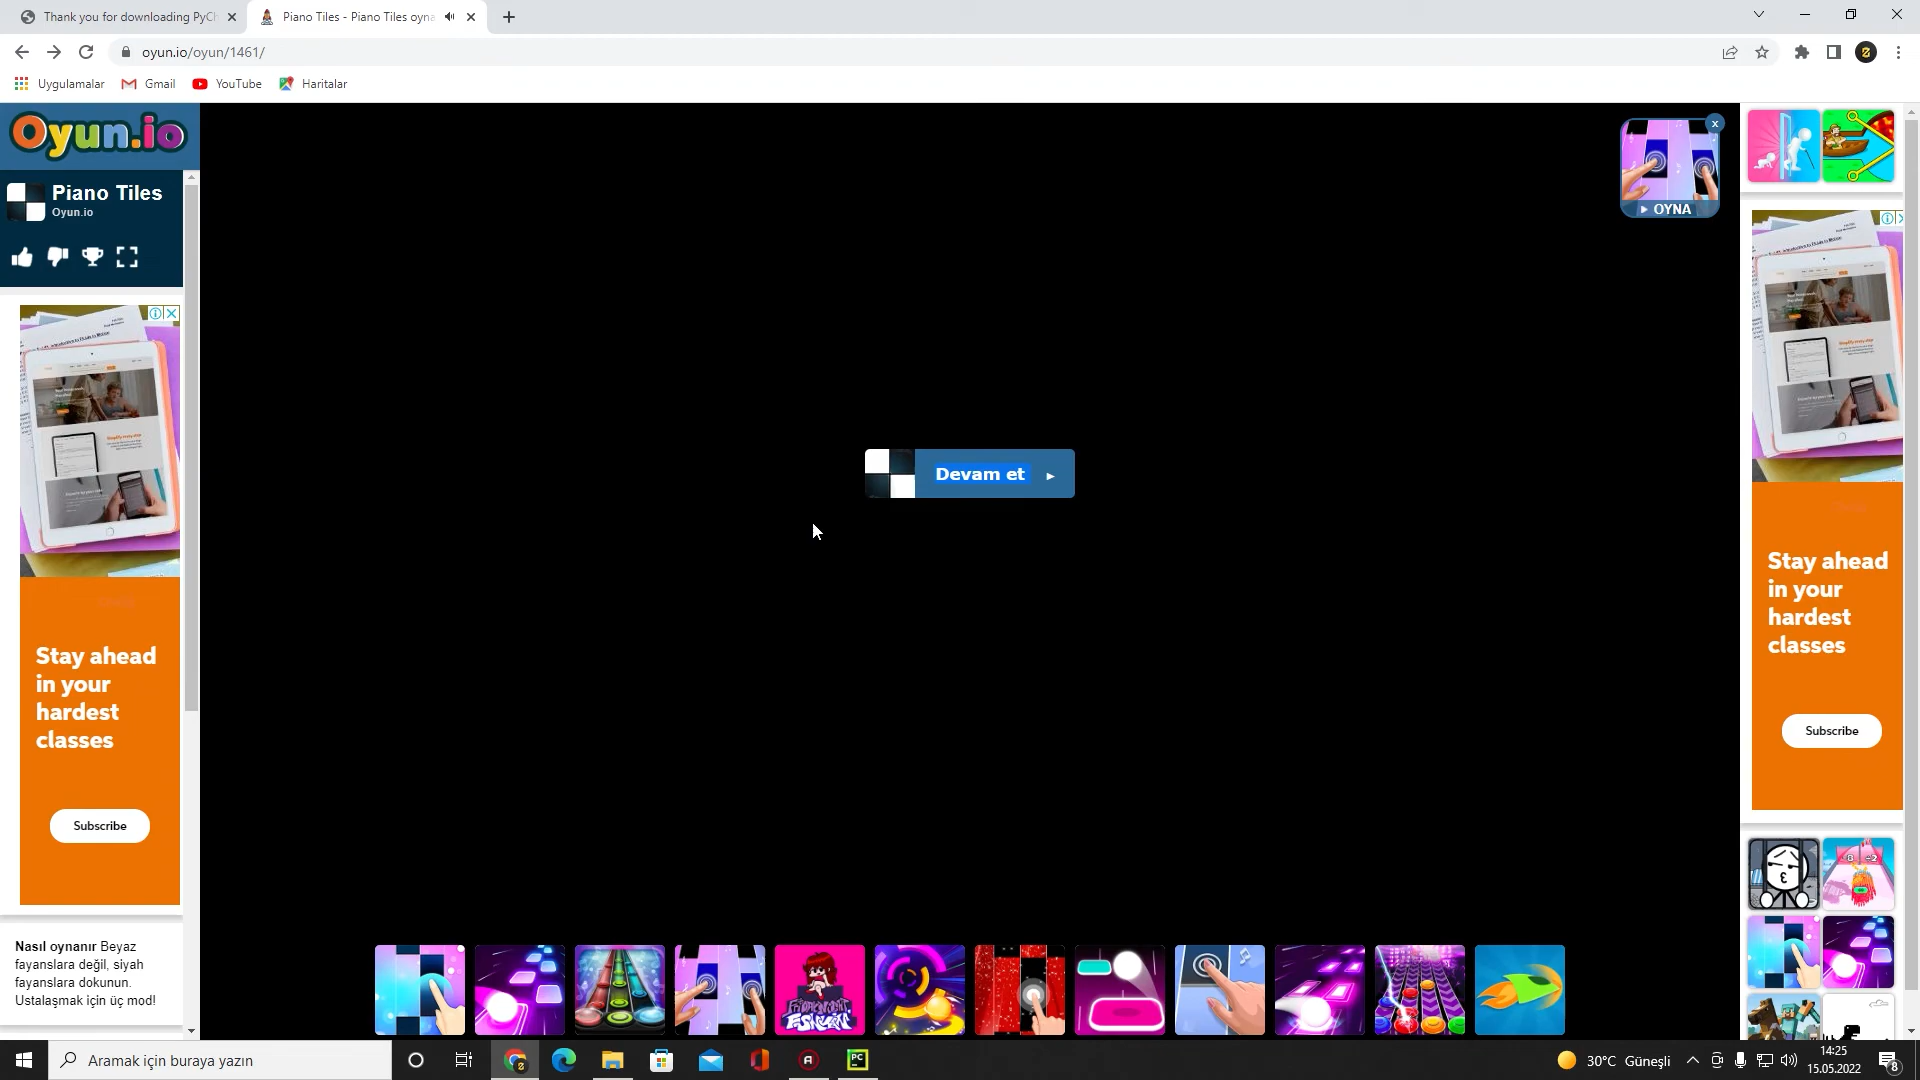 Thank you for downloading PyCh
Piano Tiles - Piano Tiles oyna
oyun.io/oyun/1461/
Uygulamalar
Gmail
YouTube
Haritalar
Oyun.io
Piano Tiles
Oyun.io
Stay ahead
in your
hardest
classes
Subscribe
Nasıl oynanır Beyaz
fayanslara değil, siyah
fayanslara dokunun.
Ustalaşmak için üç mod!
Devam et
x
OYNA
Stay ahead
in your
hardest
classes
Subscribe
Aramak için buraya yazın
PC
30°C Güneşli
14:25
15.05.2022
8